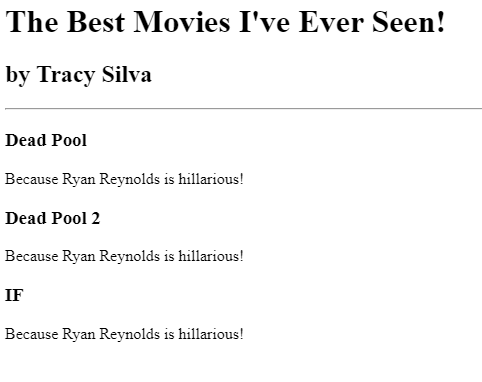 The Best Movies I've Ever Seen!
by Tracy Silva
Dead Pool
Because Ryan Reynolds is hillarious!
Dead Pool 2
Because Ryan Reynolds is hillarious!
IF
Because Ryan Reynolds is hillarious!